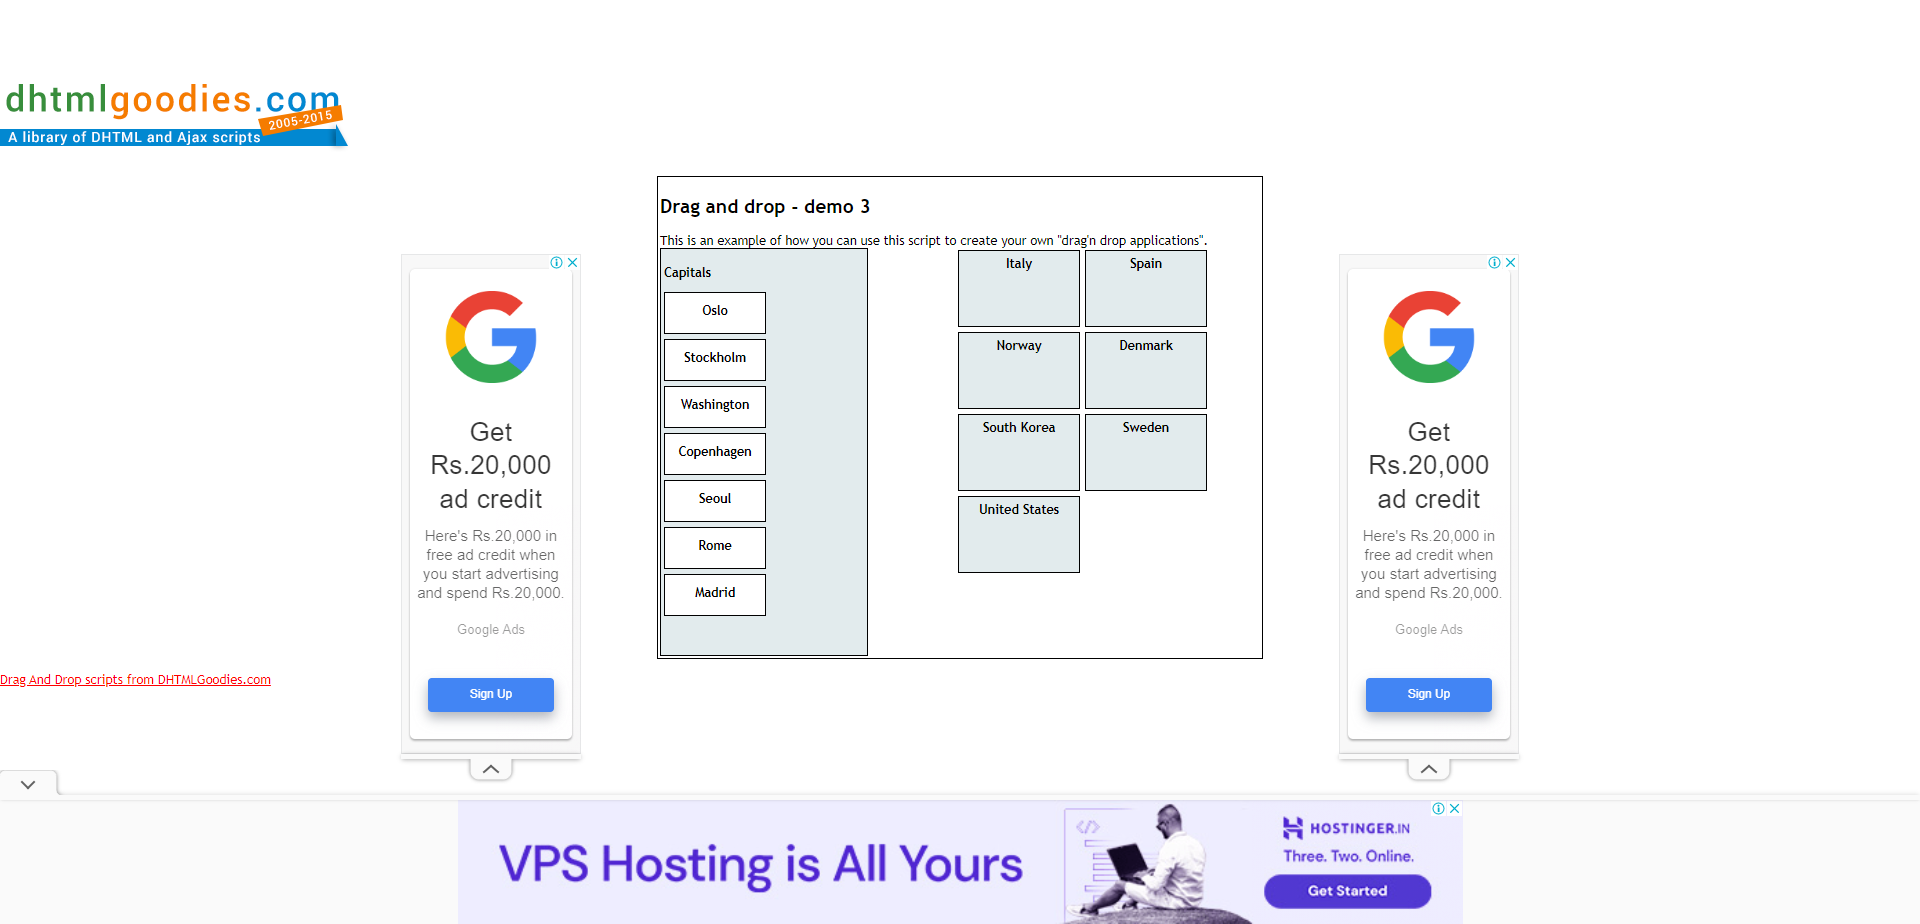 dhtmlgoodies.com
2005-2015
A library of DHTML and Ajax scripts
Drag and drop - demo 3
This is an example of how you can use this script to create your own "drag'n drop applications".
Capitals
Oslo
Stockholm
Washington
Copenhagen
Seoul
Rome
Madrid
Italy
Spain
Norway
Denmark
South Korea
Sweden
United States
Get
Rs.20,000
ad credit
Here's Rs.20,000 in
free ad credit when
you start advertising
and spend Rs.20,000.
Google Ads
Sign Up
Get
Rs.20,000
ad credit
Here's Rs.20,000 in
free ad credit when
you start advertising
and spend Rs.20,000.
Google Ads
Sign Up
Drag And Drop scripts from DHTMLGoodies.com
VPS Hosting is All Yours
</>
HOSTINGER.IN
Three. Two. Online.
Get Started